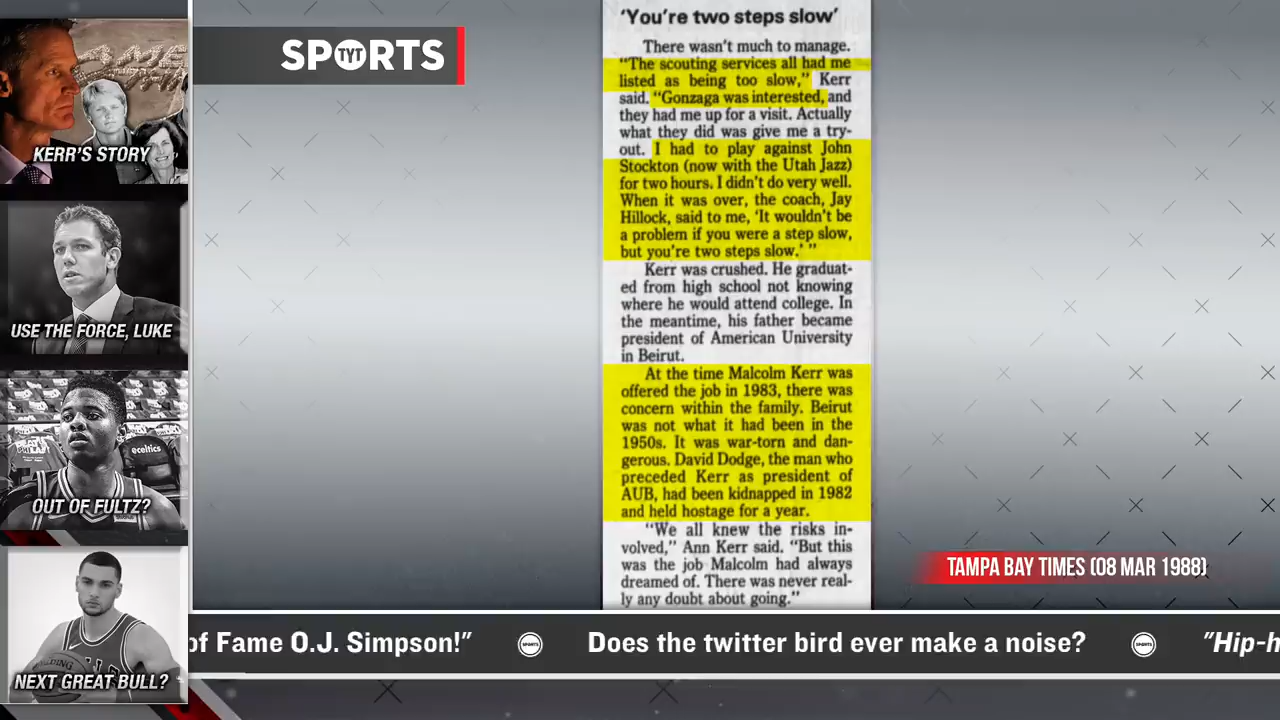 SPORTS
TYT
KERR'S STORY
USE THE FORCE, LUKE
OUT OF FULTZ?
NEXT GREAT BULL?
'You're two steps slow'
There wasn't much to manage.
"The scouting services all had me
listed as being too slow," Kerr
said. "Gonzaga was interested, and
they had me up for a visit. Actually
what they did was give me a try-
out. I had to play against John
Stockton (now with the Utah Jazz)
for two hours. I didn't do very well.
When it was over, the coach, Jay
Hillock, said to me, 'It wouldn't be
a problem if you were a step slow,
but you're two steps slow.' "
Kerr was crushed. He graduat-
ed from high school not knowing
where he would attend college. In
the meantime, his father became
president of American University
in Beirut.
At the time Malcolm Kerr was
offered the job in 1983, there was
concern within the family. Beirut
was not what it had been in the
1950s. It was war-torn and dan-
gerous. David Dodge, the man who
preceded Kerr as president of
AUB, had been kidnapped in 1982
and held hostage for a year.
"We all knew the risks in-
volved," Ann Kerr said. "But this
was the job Malcolm had always
dreamed of. There was never real-
ly any doubt about going."
TAMPA BAY TIMES (08 MAR 1988)
of Fame O.J. Simpson!" SPORTS Does the twitter bird ever make a noise? SPORTS "Hip-h
eceltics
SPALDING